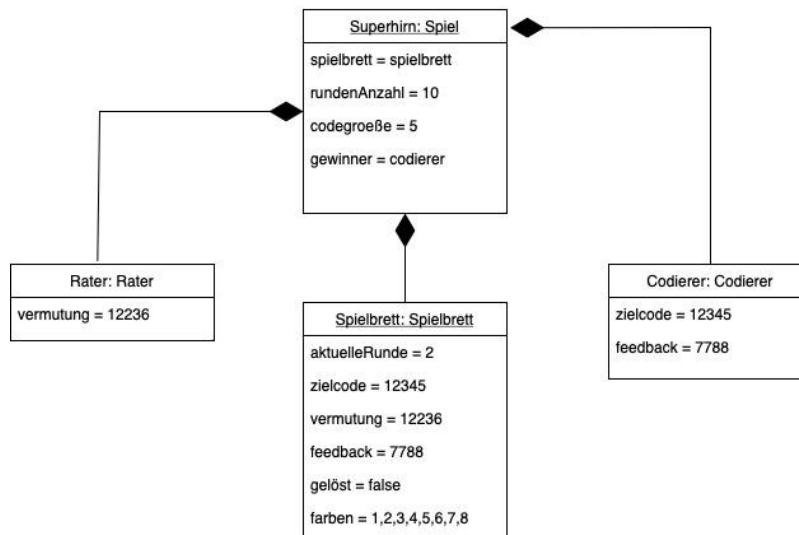 Superhirn: Spiel
spielbrett = spielbrett
rundenAnzahl = 10
codegroeße = 5
gewinner = codierer
Rater: Rater
vermutung = 12236
Spielbrett: Spielbrett
aktuelleRunde = 2
zielcode = 12345
vermutung = 12236
feedback = 7788
gelöst = false
farben = 1,2,3,4,5,6,7,8
Codierer: Codierer
zielcode = 12345
feedback = 7788